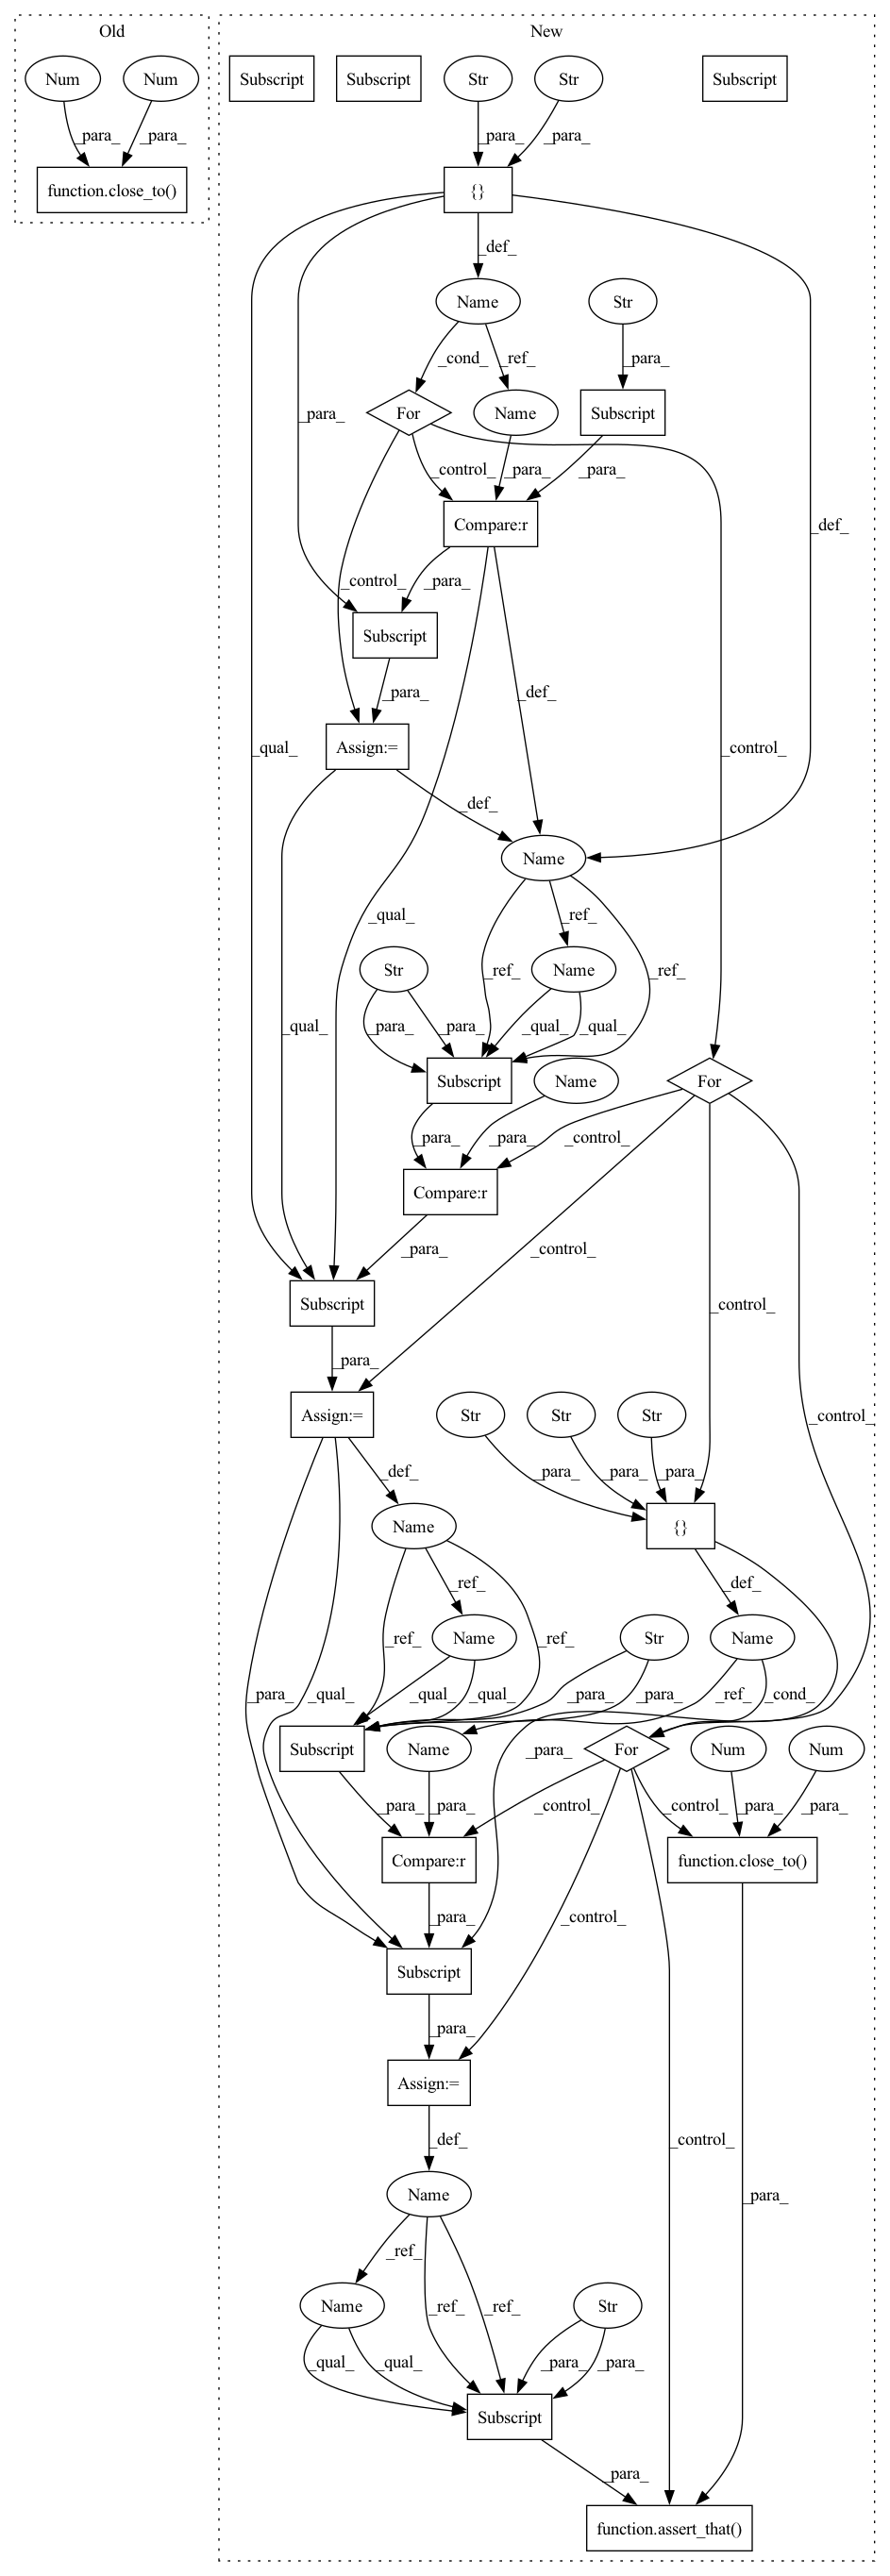 Old
New
Num
Num
Subscript
Subscript
Str
Str
Subscript
_para_
_para_
_para_
_para_
function.close_to()
{}
_def_
Name
Str
_cond_
_ref_
_para_
_para_
For
Name
Subscript
_control_
_para_
_para_
Compare:r
_def_
_control_
_para_
Subscript
_para_
_def_
_qual_
Assign:=
_control_
_def_
Name
_qual_
_ref_
_ref_
_ref_
Str
Name
_qual_
_para_
_para_
_qual_
_qual_
Subscript
Name
For
_para_
_para_
_control_
Compare:r
_para_
_control_
Subscript
_control_
_para_
Assign:=
Str
Str
Str
_control_
_def_
_para_
_para_
_para_
Name
{}
_ref_
_def_
_para_
_ref_
_ref_
Name
Str
Name
_qual_
_qual_
_qual_
_para_
_para_
_ref_
_cond_
Subscript
Name
_para_
For
Num
Num
_para_
_para_
_control_
_control_
_para_
_para_
Compare:r
function.close_to()
_para_
_control_
Subscript
_para_
Assign:=
_def_
_control_
_para_
Name
_ref_
_ref_
_ref_
Name
Str
_qual_
_qual_
_para_
_para_
Subscript
_para_
function.assert_that()